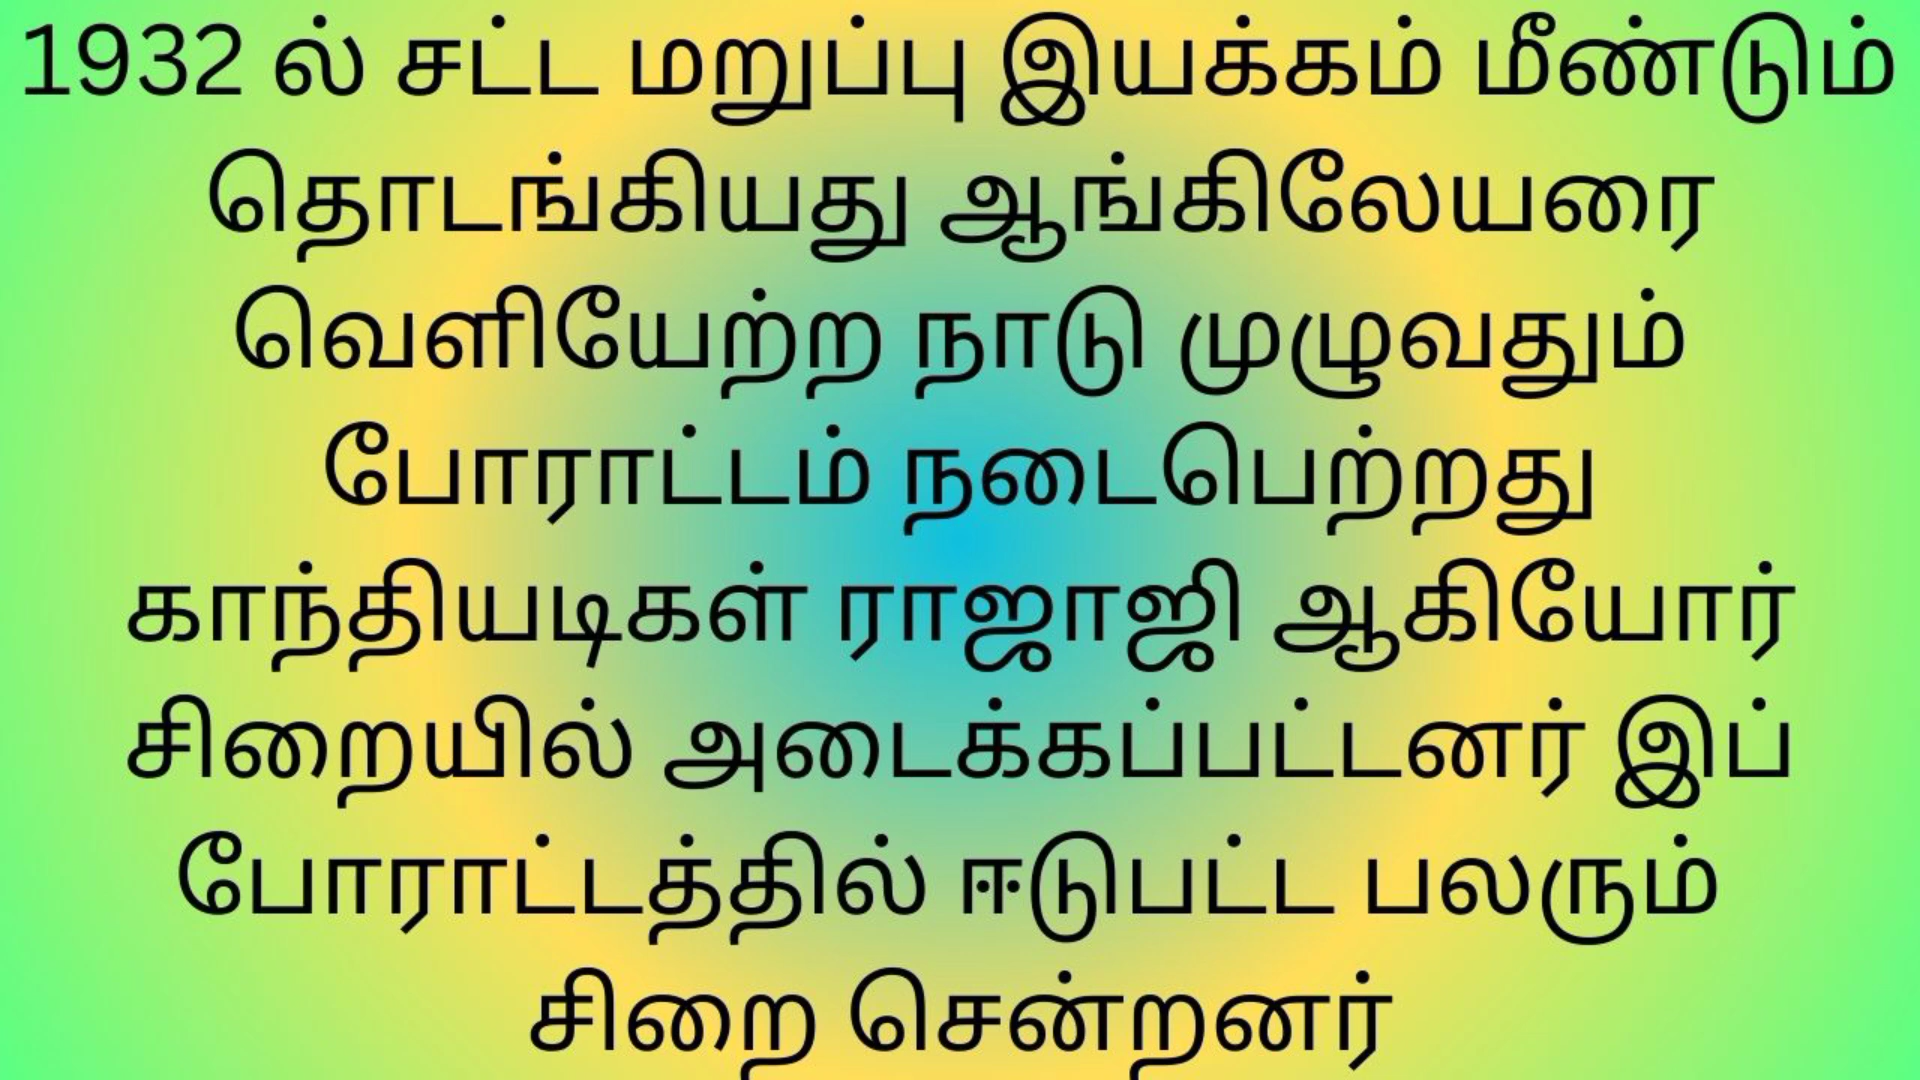 1932 ல் சட்ட மறுப்பு இயக்கம் மீண்டும்
தொடங்கியது ஆங்கிலேயரை
வெளியேற்ற நாடு முழுவதும்
போராட்டம் நடைபெற்றது
காந்தியடிகள் ராஜாஜி ஆகியோர்
சிறையில் அடைக்கப்பட்டனர் இப்
போராட்டத்தில் ஈடுபட்ட பலரும்
சிறை சென்றனர்